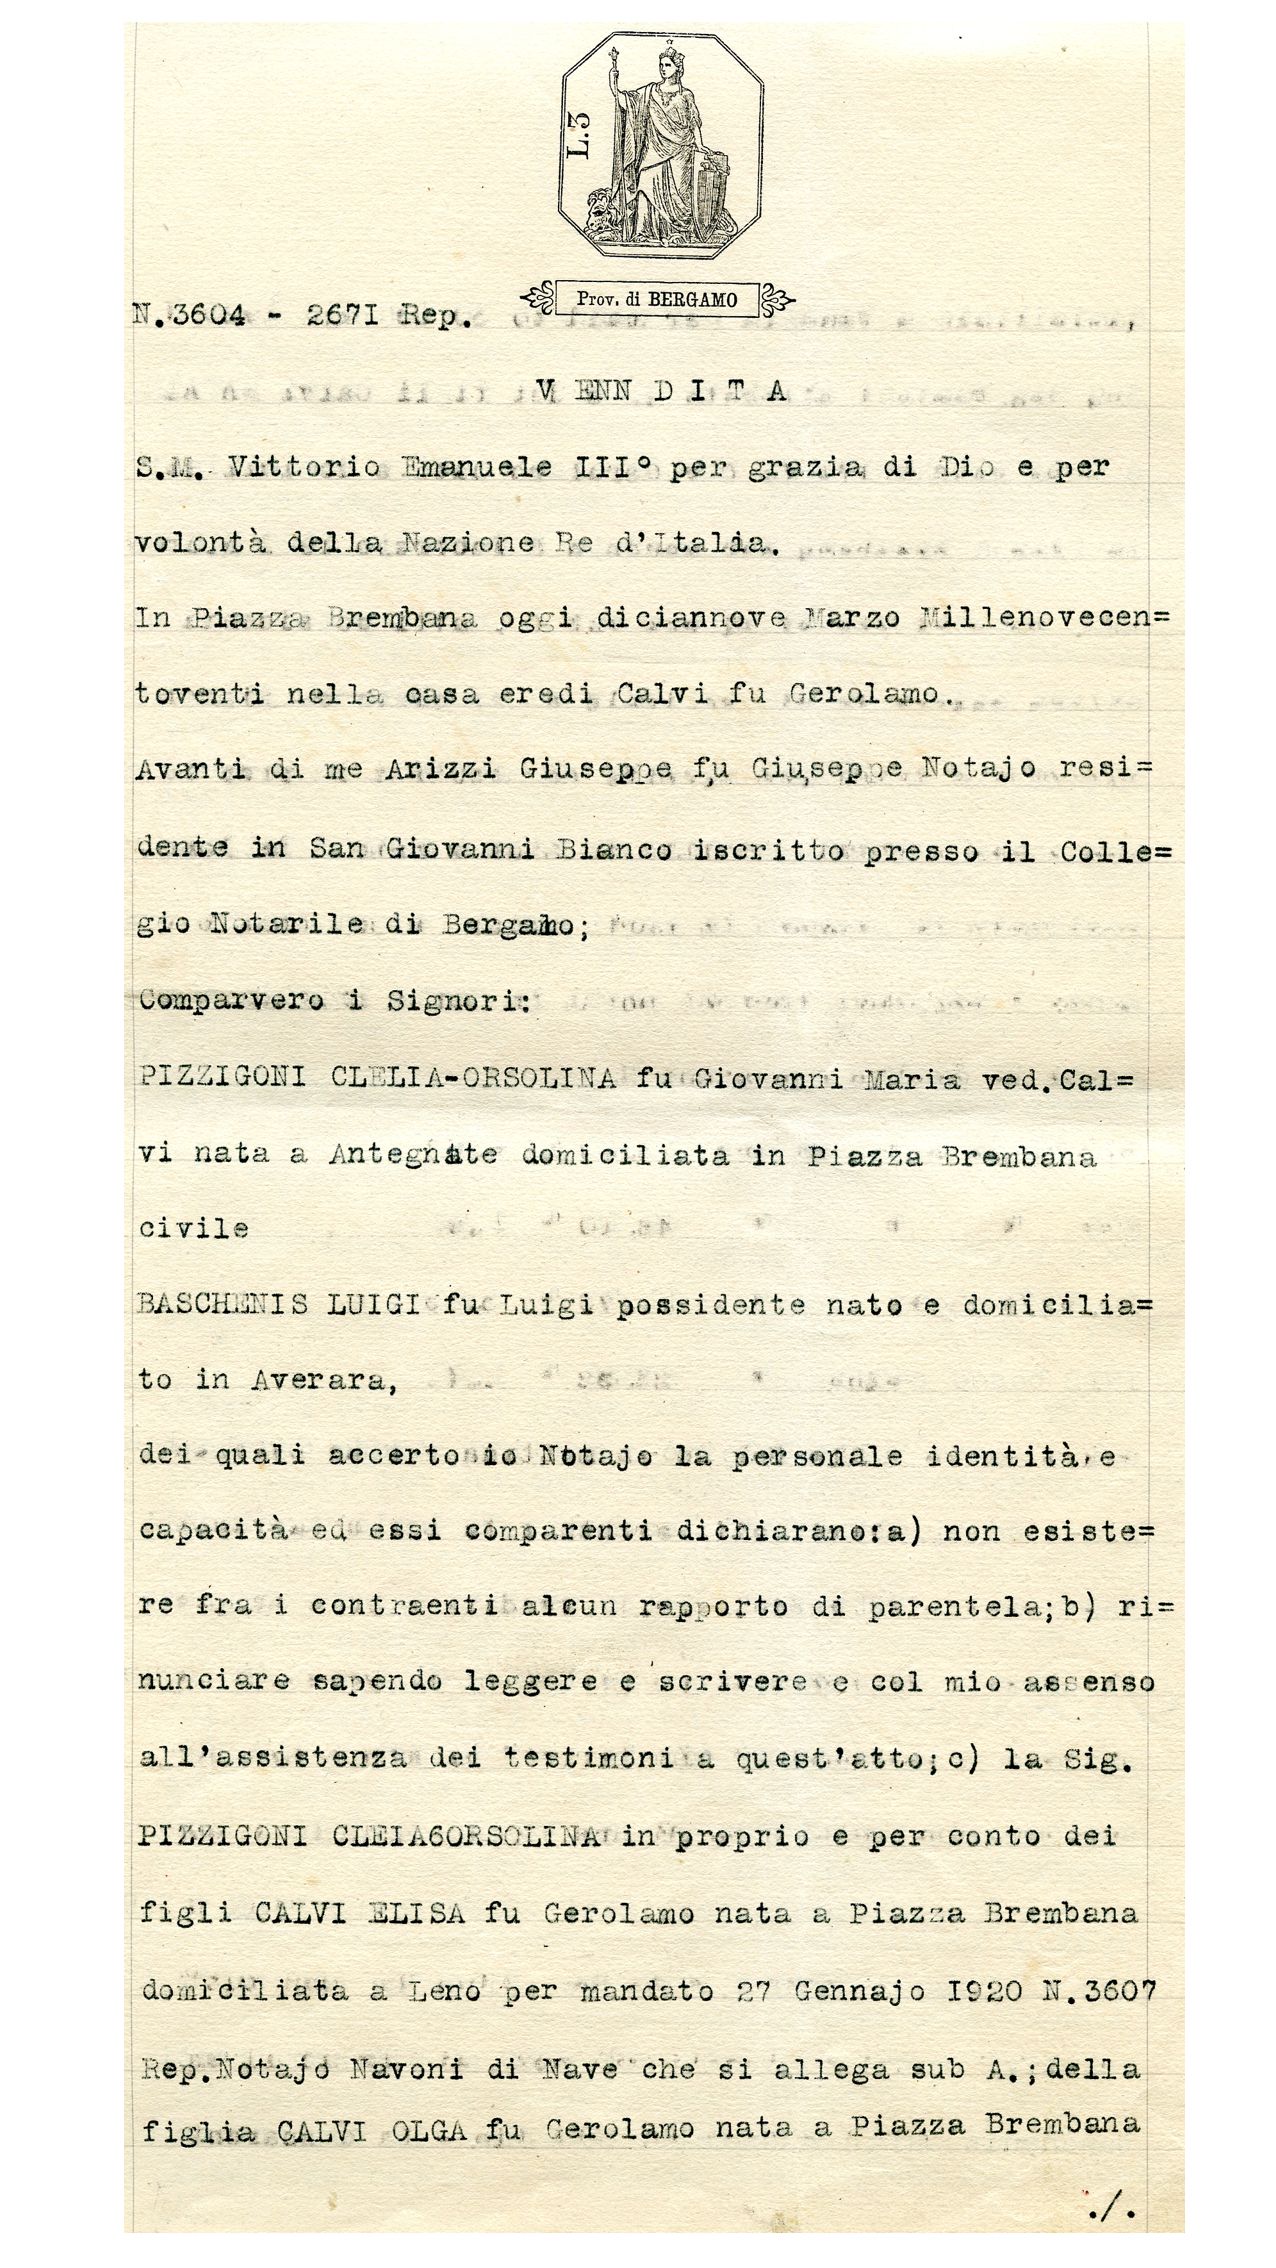 L.3
Prov. di BERGAMO
N.3604 - 267I Rep.
V ENN D I T A
S.M. Vittorio Emanuele III° per grazia di Dio e per
volontà della Nazione Re d'Italia.
In Piazza Brembana oggi diciannove Marzo Millenovecen=
toventi nella casa eredi Calvi fu Gerolamo.
Avanti di me Arizzi Giuseppe fu Giuseppe Notajo resi=
dente in San Giovanni Bianco iscritto presso il Colle=
gio Notarile di Bergamo;
Comparvero i Signori:
PIZZIGONI CLELIA-ORSOLINA fu Giovanni Maria ved.Cal=
vi nata a Antegnate domiciliata in Piazza Brembana
civile
BASCHENIS LUIGI fu Luigi possidente nato e domicilia=
to in Averara,
dei quali accerto io Notajo la personale identità e
capacità ed essi comparenti dichiarano:a) non esiste=
re fra i contraenti alcun rapporto di parentela;b) ri=
nunciare sapendo leggere e scrivere e col mio assenso
all'assistenza dei testimoni a quest'atto;c) la Sig.
PIZZIGONI CLEIA6ORSOLINA in proprio e per conto dei
figli CALVI ELISA fu Gerolamo nata a Piazza Brembana
domiciliata a Leno per mandato 27 Gennajo I920 N.3607
Rep.Notajo Navoni di Nave che si allega sub A.;della
figlia CALVI OLGA fu Gerolamo nata a Piazza Brembana
./.